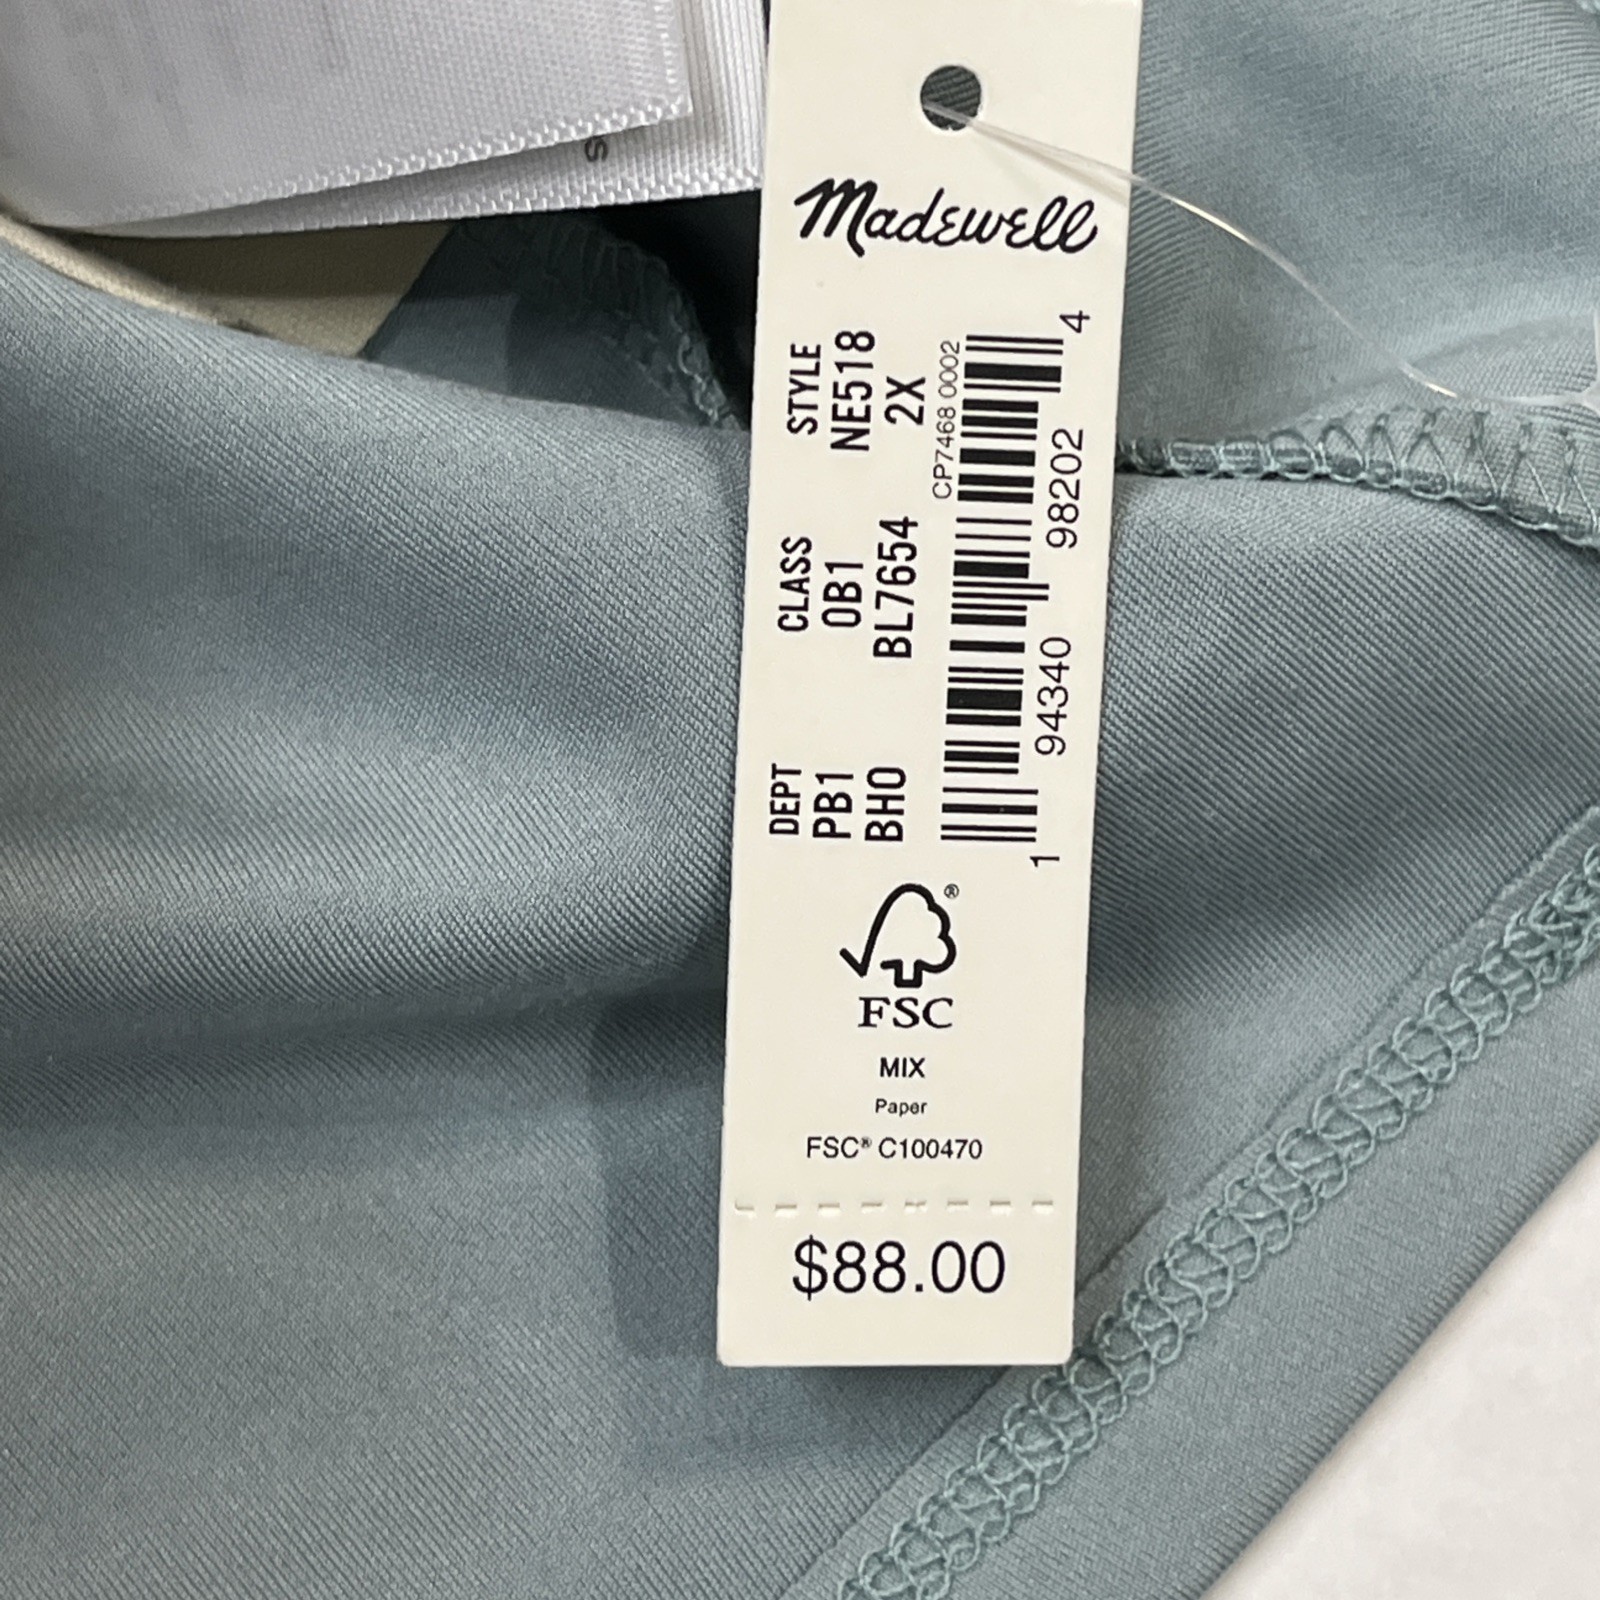 Madewell
STYLE
NE518
2X
CLASS
0B1
BL7654
DEPT
PB1
BHO
CP7468 0002
1 94340 98202 4
®
FSC
MIX
Paper
FSC® C100470
$88.00
S